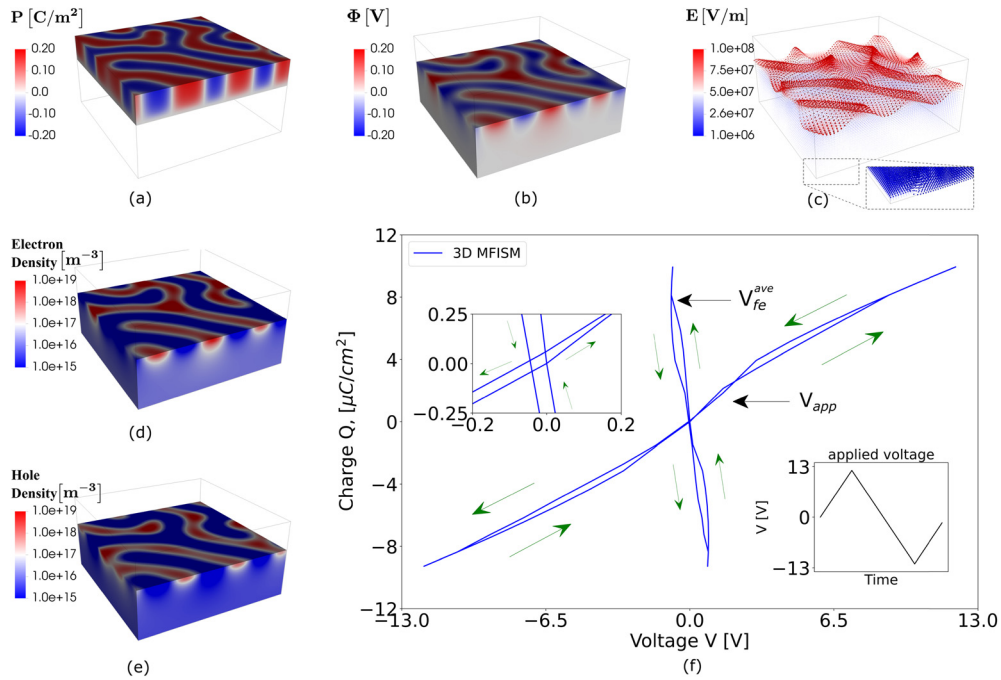 P [C/m²]
0.20
0.10
0.00
-0.10
-0.20
(a)
Φ [V]
0.20
0.10
0.00
-0.10
-0.20
(b)
E [V/m]
1.0e+08
7.5e+07
5.0e+07
2.5e+07
1.0e+06
(c)
Electron
Density [m⁻³]
1.0e+19
1.0e+18
1.0e+17
1.0e+16
1.0e+15
(d)
Hole
Density [m⁻³]
1.0e+19
1.0e+18
1.0e+17
1.0e+16
1.0e+15
(e)
12
8
4
0
−4
−8
−12
Charge Q, [μC/cm²]
3D MFISM
V_fe^ave
V_app
0.25
0.00
−0.25
−0.2 0.0 0.2
applied voltage
13
0
−13
V [V]
Time
−13.0 −6.5 0.0 6.5 13.0
Voltage V [V]
(f)